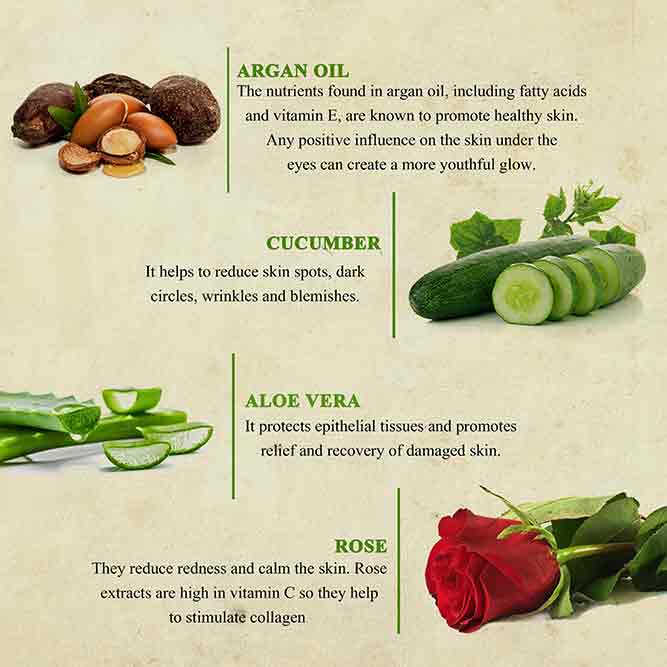 ARGAN OIL
The nutrients found in argan oil, including fatty acids
and vitamin E, are known to promote healthy skin.
Any positive influence on the skin under the
eyes can create a more youthful glow.
CUCUMBER
It helps to reduce skin spots, dark
circles, wrinkles and blemishes.
ALOE VERA
It protects epithelial tissues and promotes
relief and recovery of damaged skin.
ROSE
They reduce redness and calm the skin. Rose
extracts are high in vitamin C so they help
to stimulate collagen